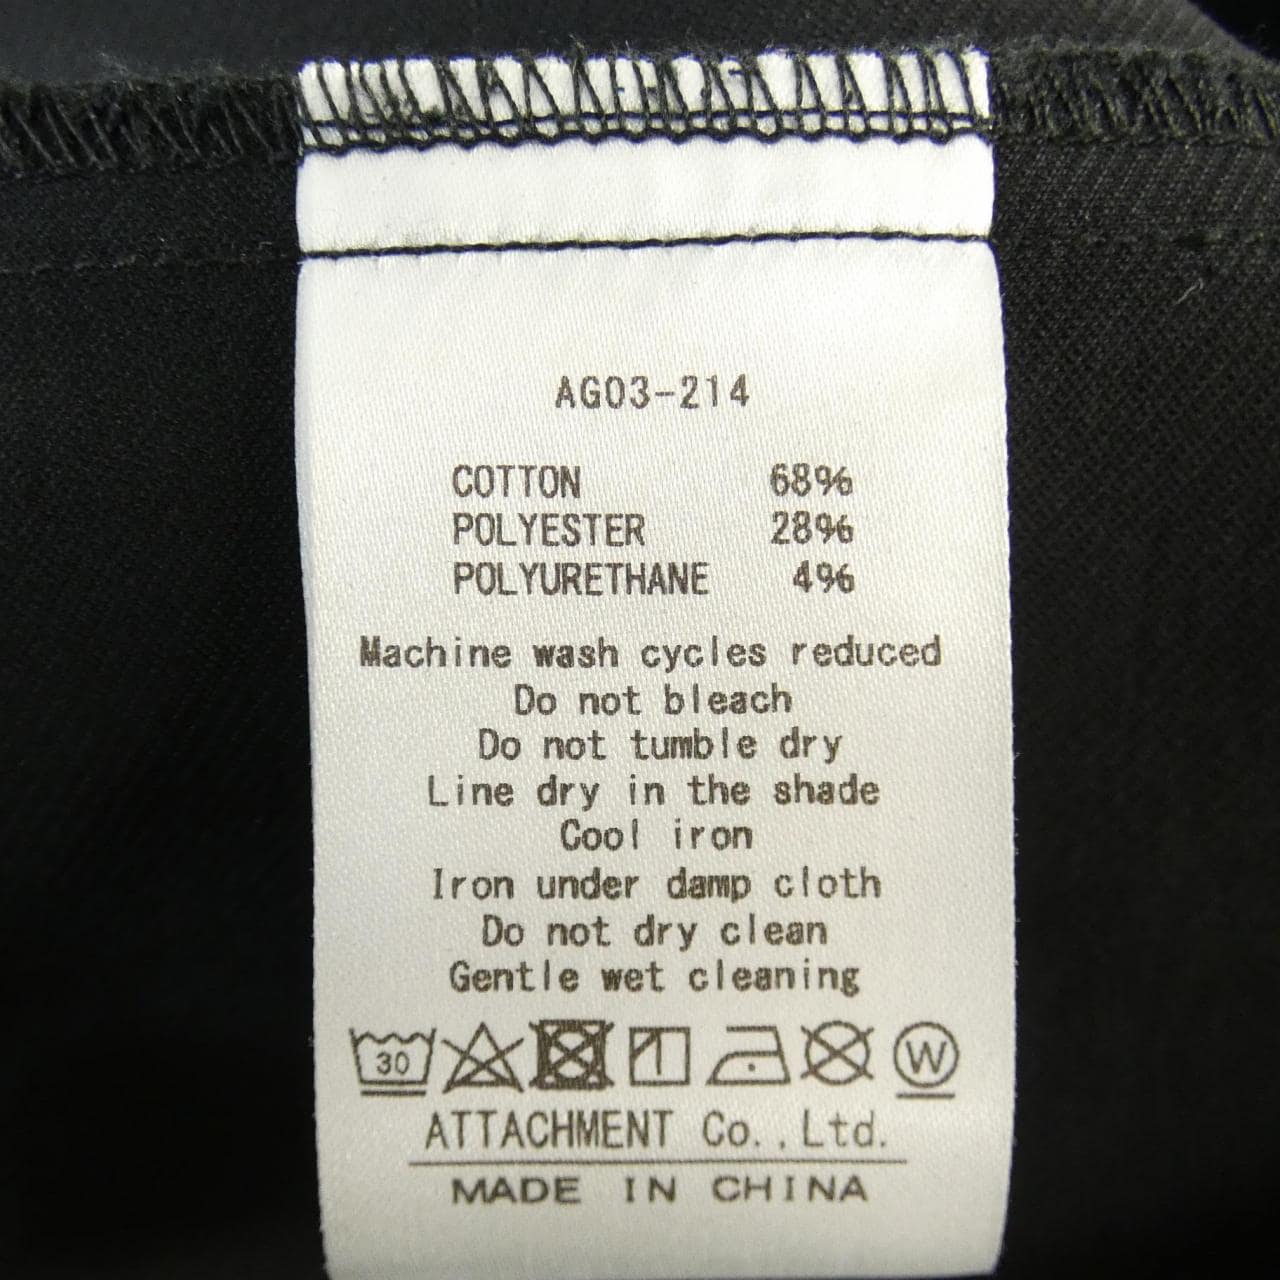 AG03-214
COTTON 68%
POLYESTER 28%
POLYURETHANE 4%
Machine wash cycles reduced
Do not bleach
Do not tumble dry
Line dry in the shade
Cool iron
Iron under damp cloth
Do not dry clean
Gentle wet cleaning
30 W
ATTACHMENT Co.,Ltd.
MADE IN CHINA